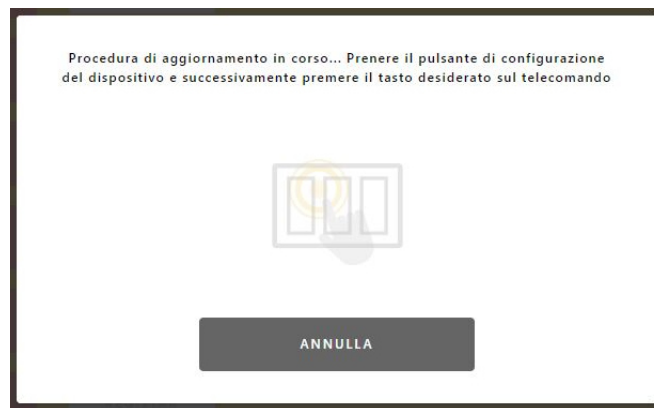 Procedura di aggiornamento in corso... Prenere il pulsante di configurazione
del dispositivo e successivamente premere il tasto desiderato sul telecomando
ANNULLA